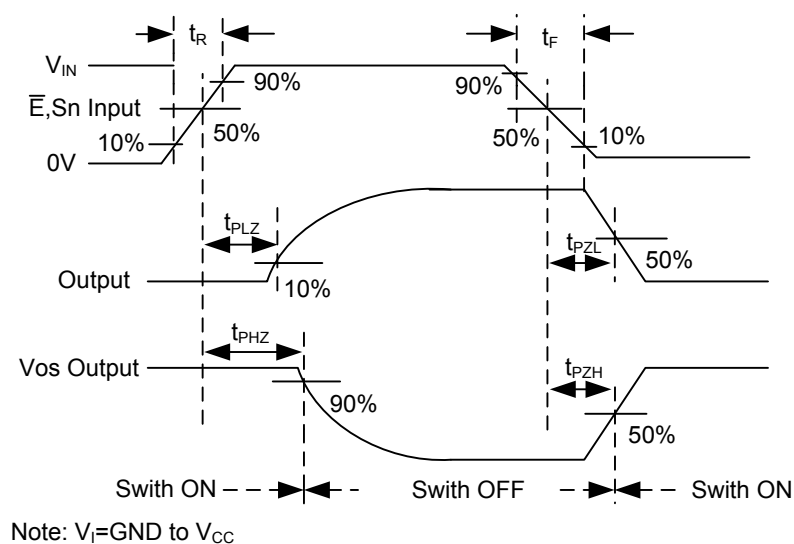 tR
tF
VIN
90%
90%
E̅,Sn Input
50%
50%
10%
10%
0V
tPLZ
tPZL
50%
Output
10%
tPHZ
Vos Output
tPZH
90%
50%
Swith ON
Swith OFF
Swith ON
Note: VI=GND to VCC